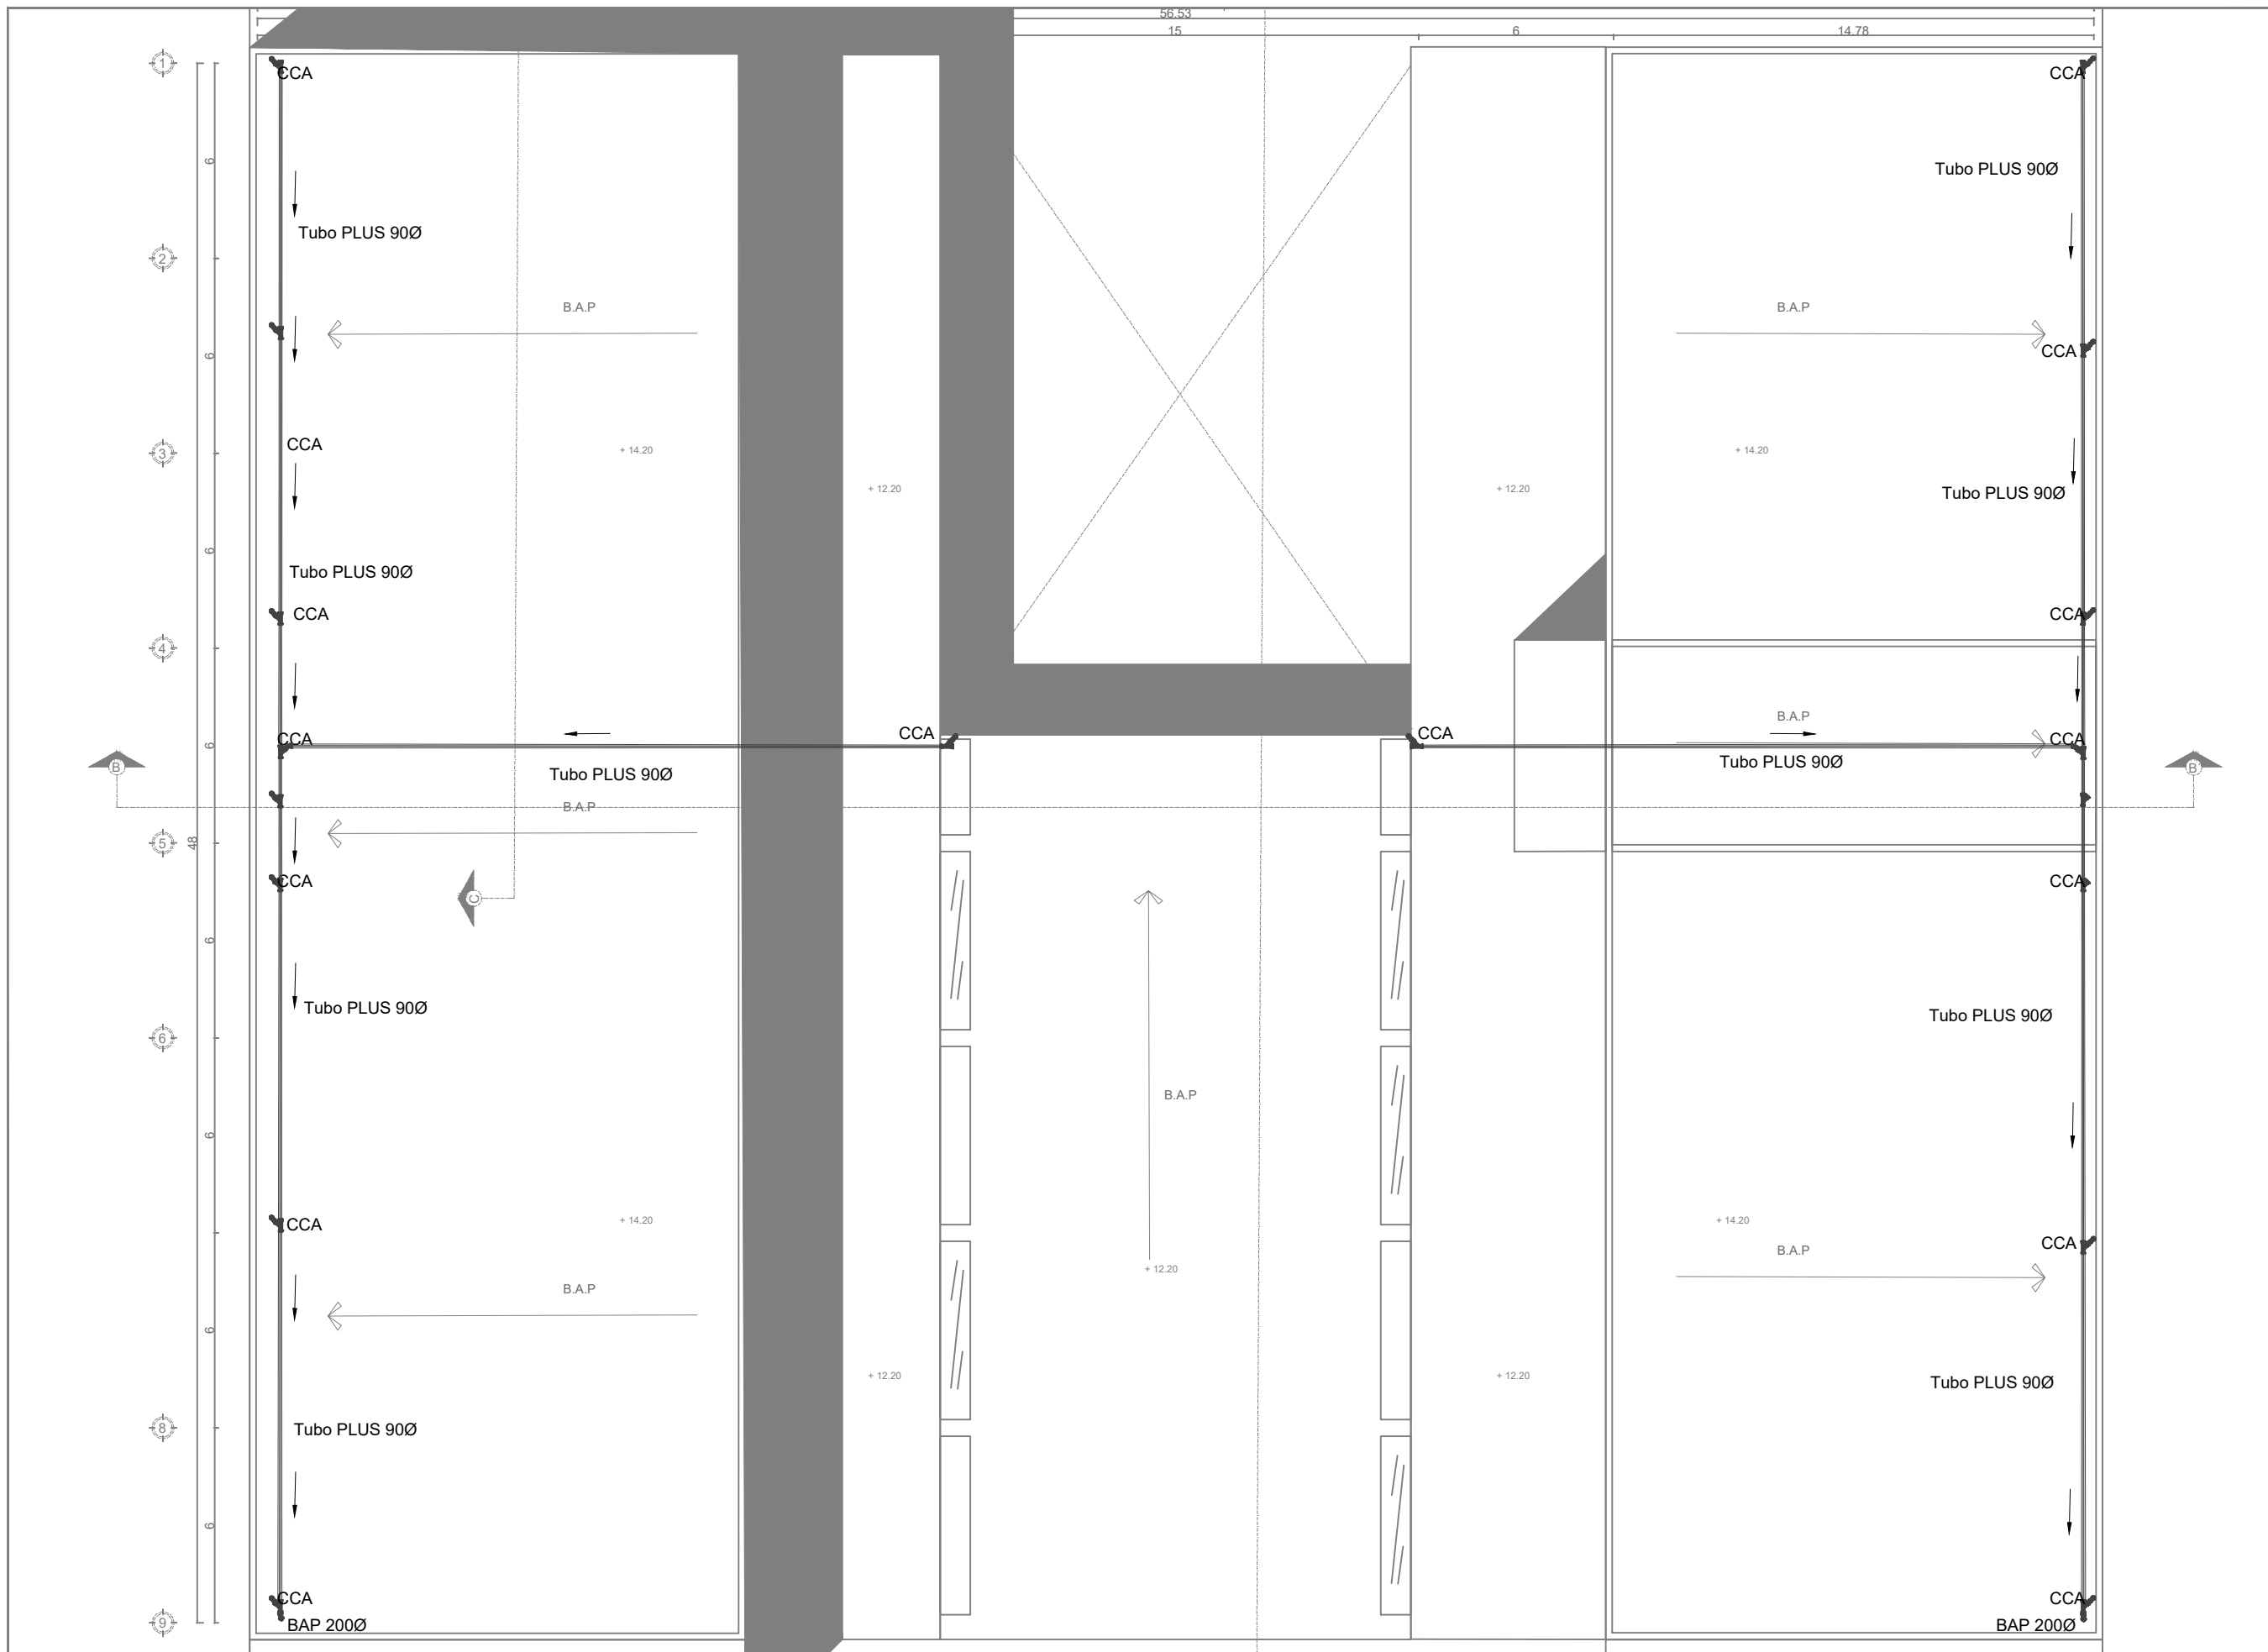 56.53
15
6
14.78
1
CCA
CCA
6
Tubo PLUS 90Ø
Tubo PLUS 90Ø
2
B.A.P
B.A.P
6
CCA
CCA
3
+ 14.20
+ 14.20
+ 12.20
+ 12.20
Tubo PLUS 90Ø
6
Tubo PLUS 90Ø
CCA
CCA
4
B.A.P
CCA
CCA
CCA
CCA
6
Tubo PLUS 90Ø
Tubo PLUS 90Ø
B
B
B.A.P
5
48
CCA
CCA
C
6
Tubo PLUS 90Ø
Tubo PLUS 90Ø
6
B.A.P
6
CCA
+ 14.20
+ 14.20
CCA
B.A.P
+ 12.20
B.A.P
6
+ 12.20
+ 12.20
Tubo PLUS 90Ø
8
Tubo PLUS 90Ø
6
CCA
CCA
9
BAP 200Ø
BAP 200Ø